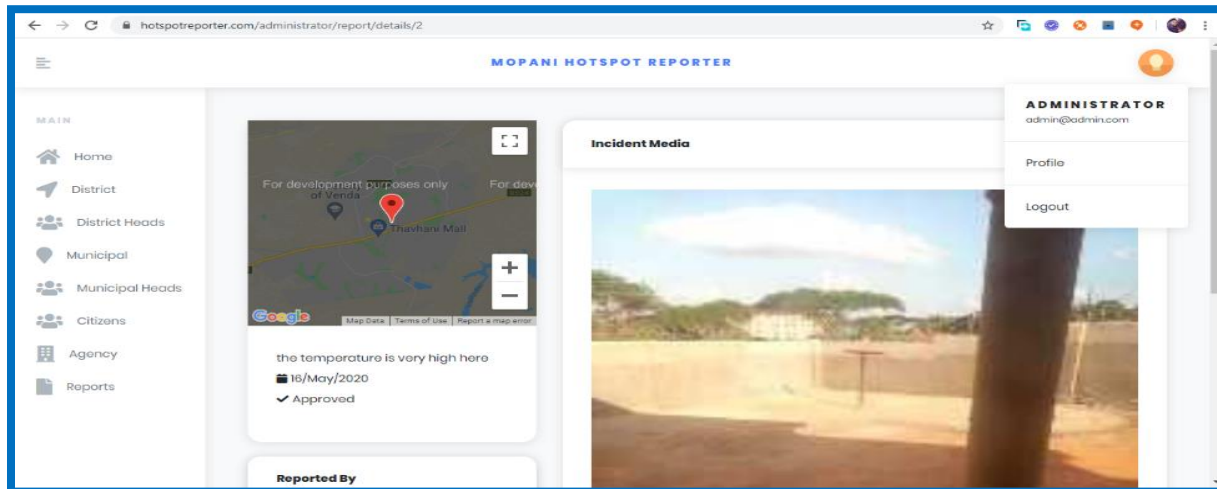 hotspotreporter.com/administrator/report/details/2
MOPANI HOTSPOT REPORTER
ADMINISTRATOR
admin@admin.com
Profile
Logout
MAIN
Home
District
District Heads
Municipal
Municipal Heads
Citizens
Agency
Reports
For development purposes only For dev
of Venda
Thavhani Mall
+
−
Google
Map Data Terms of Use Report a map error
the temperature is very high here
16/May/2020
Approved
Reported By
Incident Media